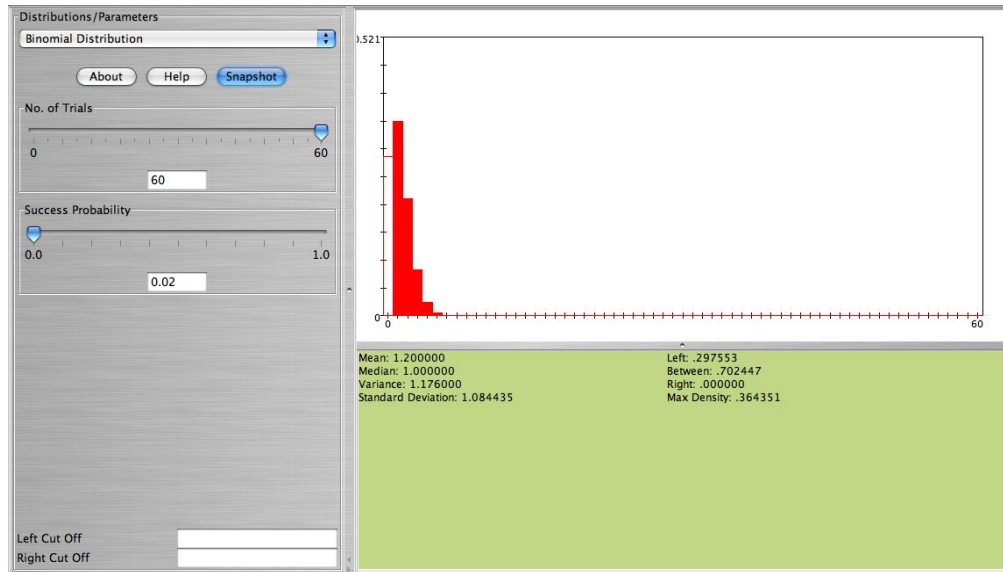 Distributions/Parameters
Binomial Distribution
About Help Snapshot
No. of Trials
0 60
60
Success Probability
0.0 1.0
0.02
Left Cut Off
Right Cut Off
0.521
0
0 60
Mean: 1.200000
Median: 1.000000
Variance: 1.176000
Standard Deviation: 1.084435
Left: .297553
Between: .702447
Right: .000000
Max Density: .364351